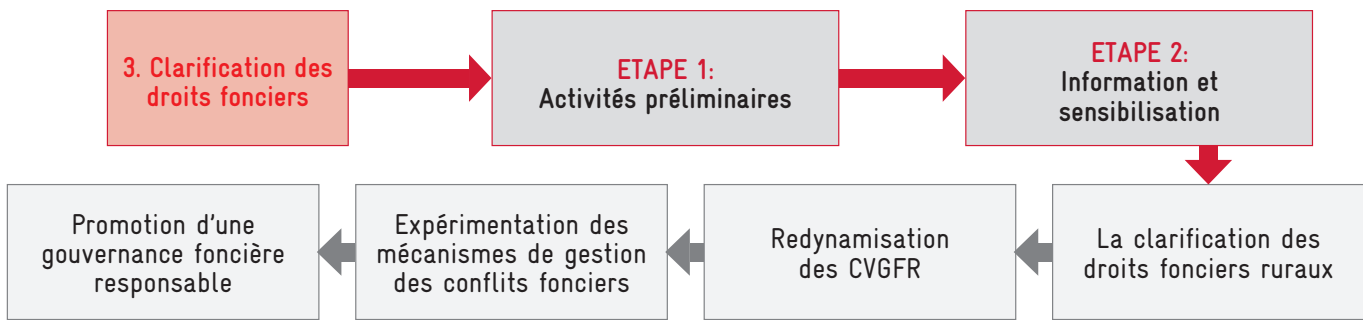 3. Clarification des
droits fonciers
ETAPE 1:
Activités préliminaires
ETAPE 2:
Information et
sensibilisation
La clarification des
droits fonciers ruraux
Redynamisation
des CVGFR
Expérimentation des
mécanismes de gestion
des conflits fonciers
Promotion d'une
gouvernance foncière
responsable